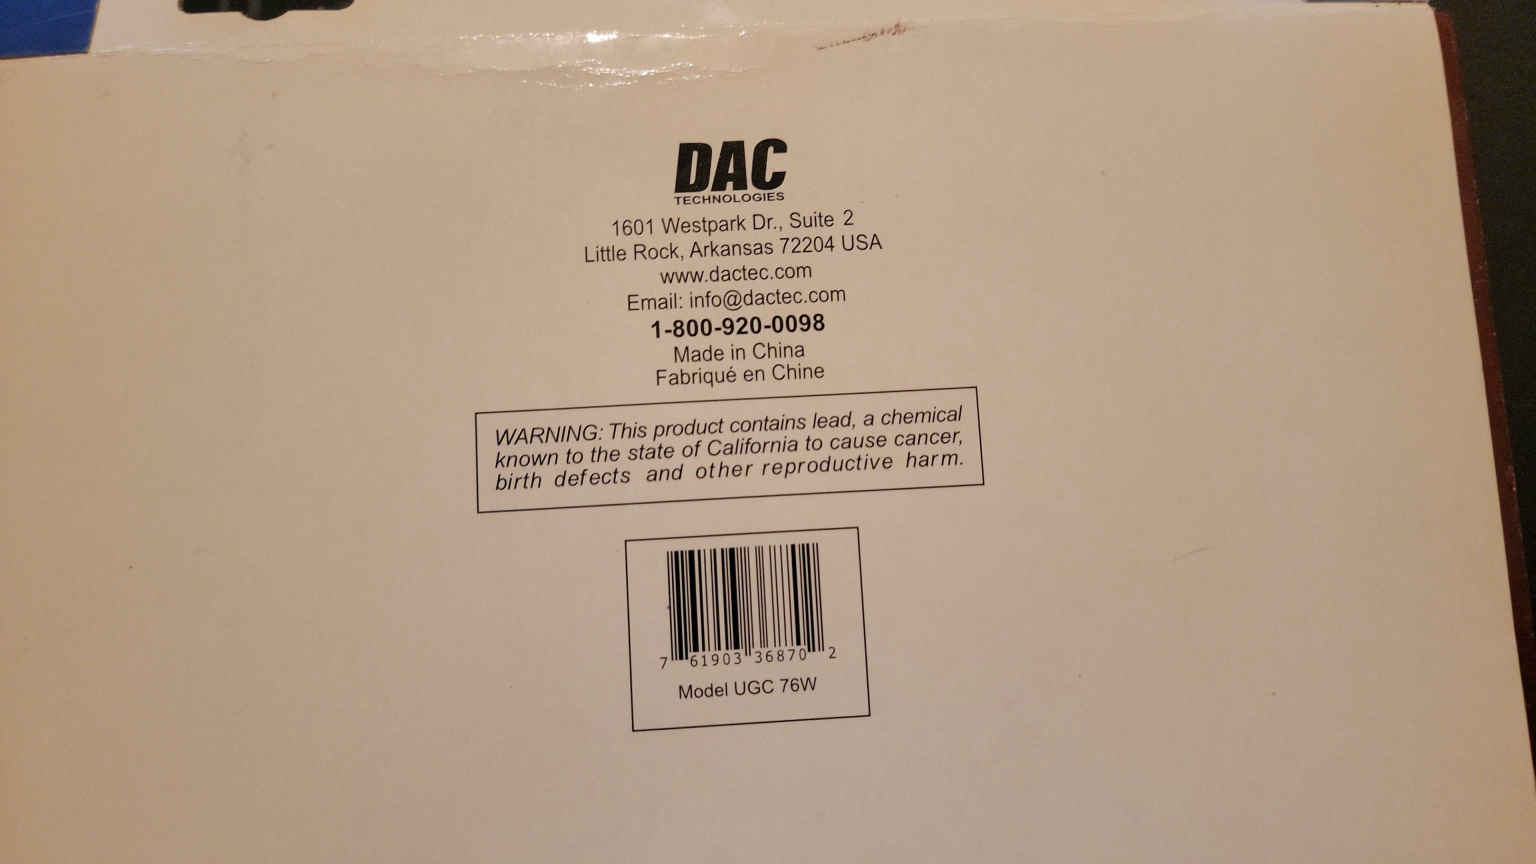 DAC
TECHNOLOGIES
1601 Westpark Dr., Suite 2
Little Rock, Arkansas 72204 USA
www.dactec.com
Email: info@dactec.com
1-800-920-0098
Made in China
Fabriqué en Chine
WARNING: This product contains lead, a chemical
known to the state of California to cause cancer,
birth defects and other reproductive harm.
7 61903 36870 2
Model UGC 76W